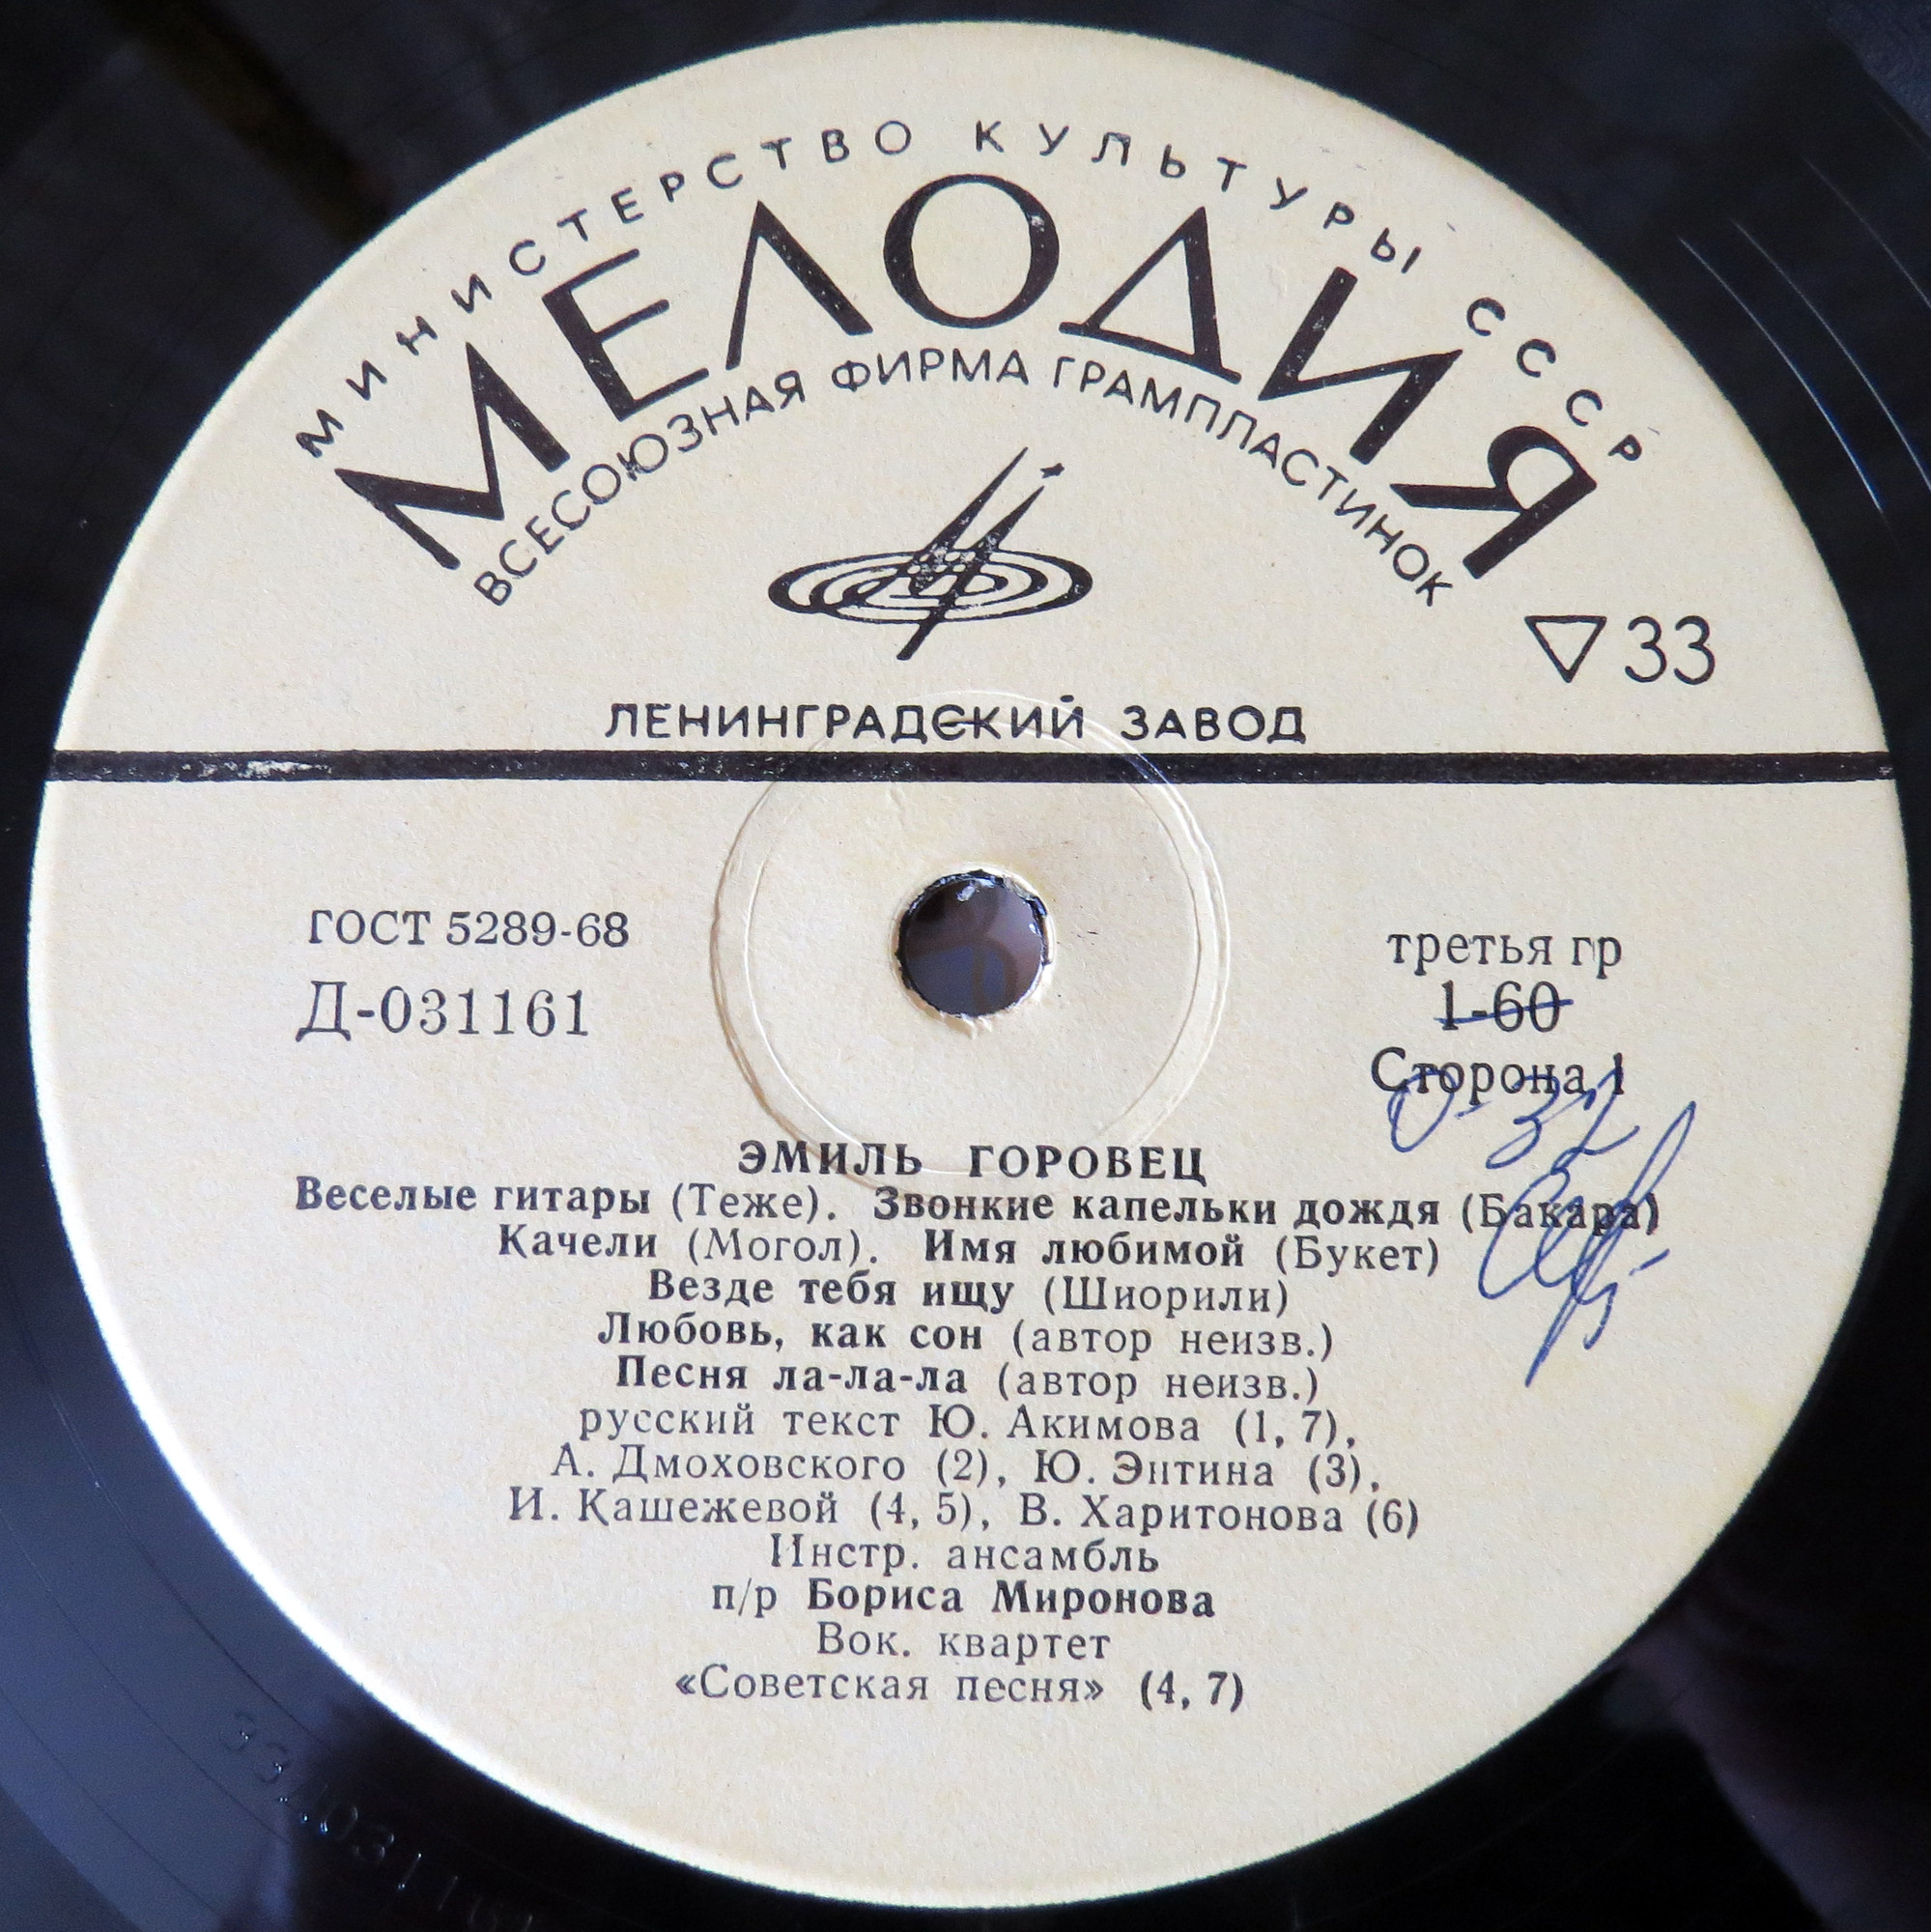 МИНИСТЕРСТВО КУЛЬТУРЫ СССР
МЕЛОДИЯ
ВСЕСОЮЗНАЯ ФИРМА ГРАМПЛАСТИНОК
▽33
ЛЕНИНГРАДСКИЙ ЗАВОД
ГОСТ 5289-68
Д-031161
третья гр
1-60
Сторона 1
0-32
ЭМИЛЬ ГОРОВЕЦ
Веселые гитары (Теже). Звонкие капельки дождя (Бакара)
Качели (Могол). Имя любимой (Букет)
Везде тебя ищу (Шиорили)
Любовь, как сон (автор неизв.)
Песня ла-ла-ла (автор неизв.)
русский текст Ю. Акимова (1, 7),
А. Дмоховского (2), Ю. Энтина (3),
И. Кашежевой (4, 5), В. Харитонова (6)
Инстр. ансамбль
п/р Бориса Миронова
Вок. квартет
«Советская песня» (4, 7)